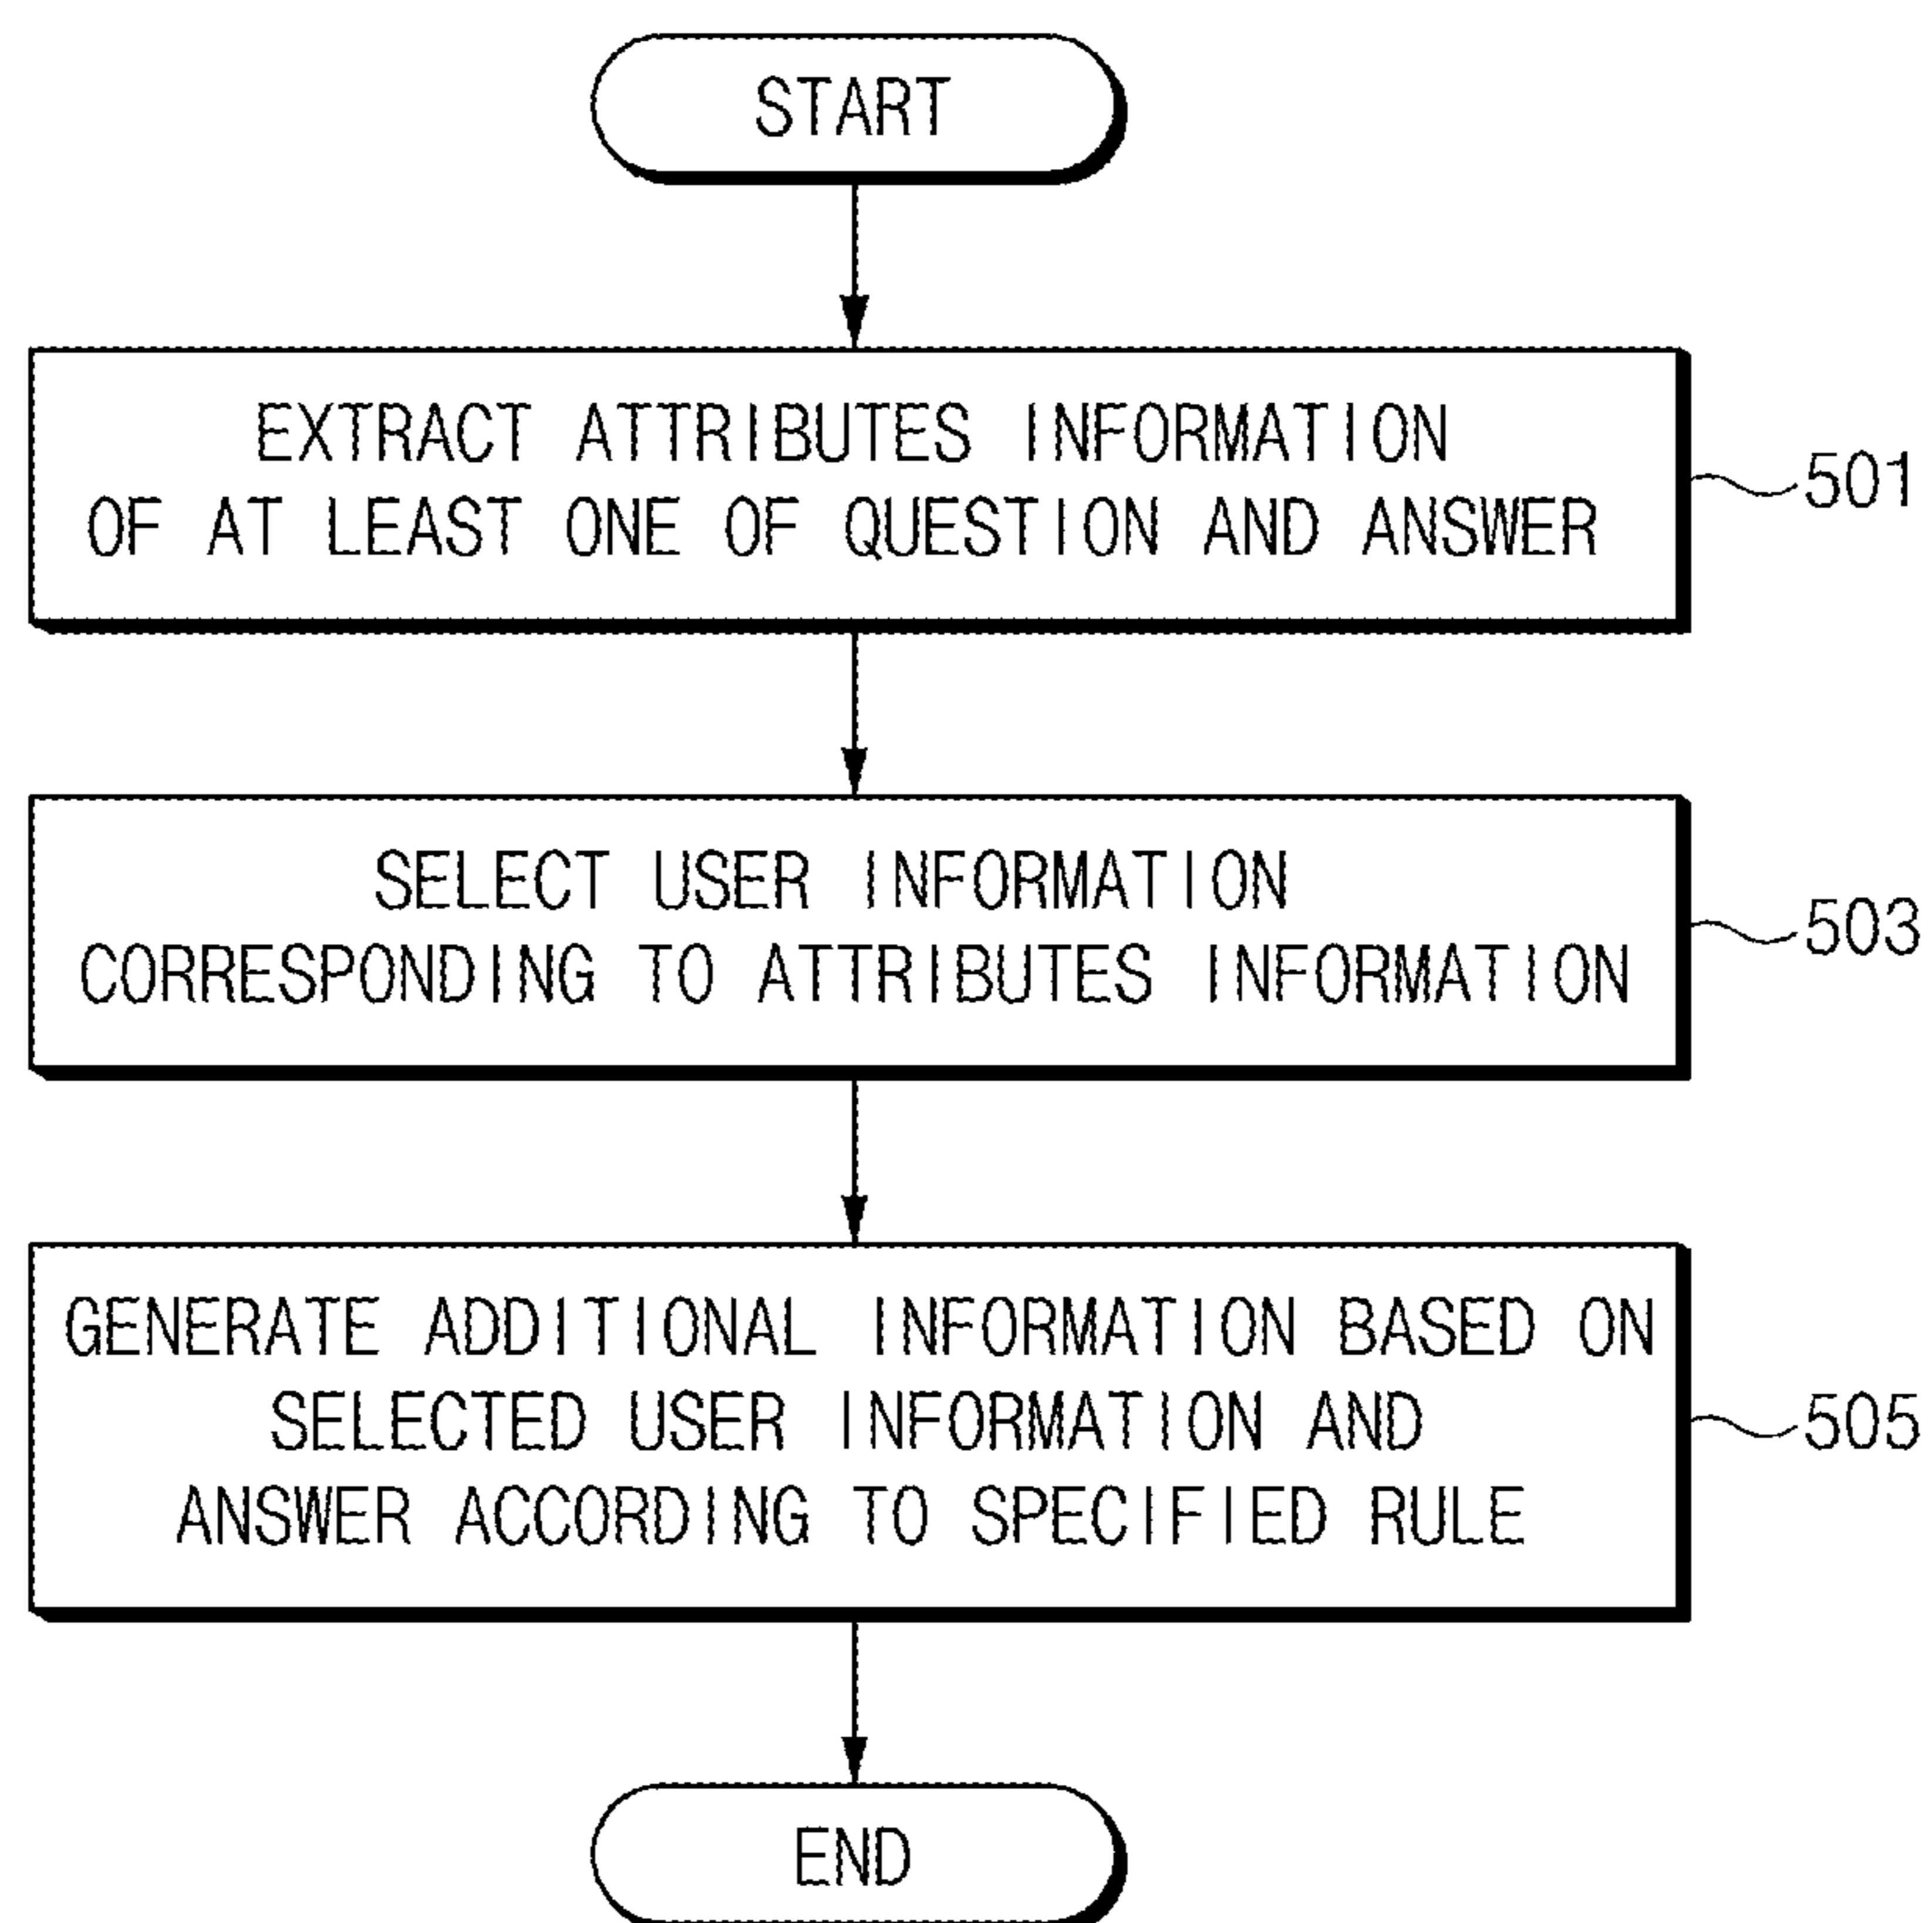 START
EXTRACT ATTRIBUTES INFORMATION
OF AT LEAST ONE OF QUESTION AND ANSWER
501
SELECT USER INFORMATION
CORRESPONDING TO ATTRIBUTES INFORMATION
503
GENERATE ADDITIONAL INFORMATION BASED ON
SELECTED USER INFORMATION AND
ANSWER ACCORDING TO SPECIFIED RULE
505
END